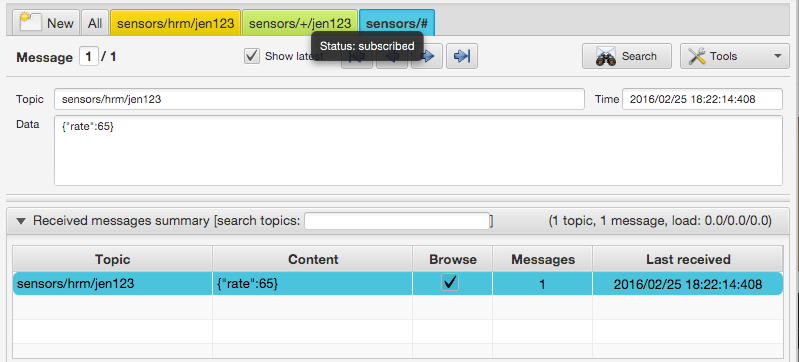 New All sensors/hrm/jen123 sensors/+/jen123 sensors/#
Status: subscribed
Message 1 / 1 Show latest Search Tools
Topic sensors/hrm/jen123 Time 2016/02/25 18:22:14:408
Data {"rate":65}
Received messages summary [search topics: ] (1 topic, 1 message, load: 0.0/0.0/0.0)
Topic Content Browse Messages Last received
sensors/hrm/jen123 {"rate":65} 1 2016/02/25 18:22:14:408